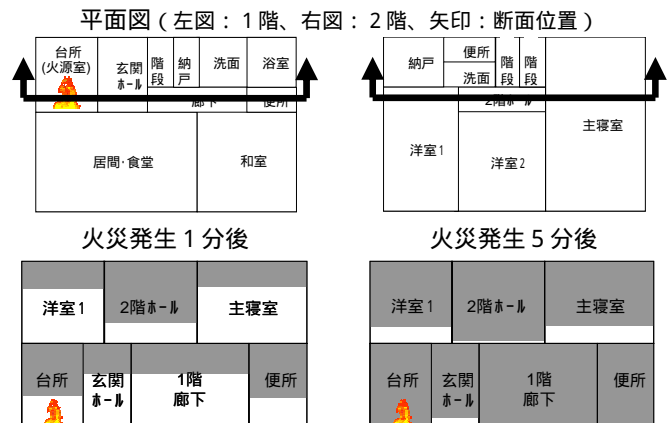 平面図（左図：1階、右図：2階、矢印：断面位置）
台所
(火源室)
玄関
ホール
階
段
納
戸
洗面
浴室
廊下
便所
居間･食堂
和室
納戸
便所
洗面
階
段
階
段
2階ホール
主寝室
洋室1
洋室2
火災発生1分後
火災発生5分後
洋室1
2階ホール
主寝室
台所
玄関
ホール
1階
廊下
便所
洋室1
2階ホール
主寝室
台所
玄関
ホール
1階
廊下
便所